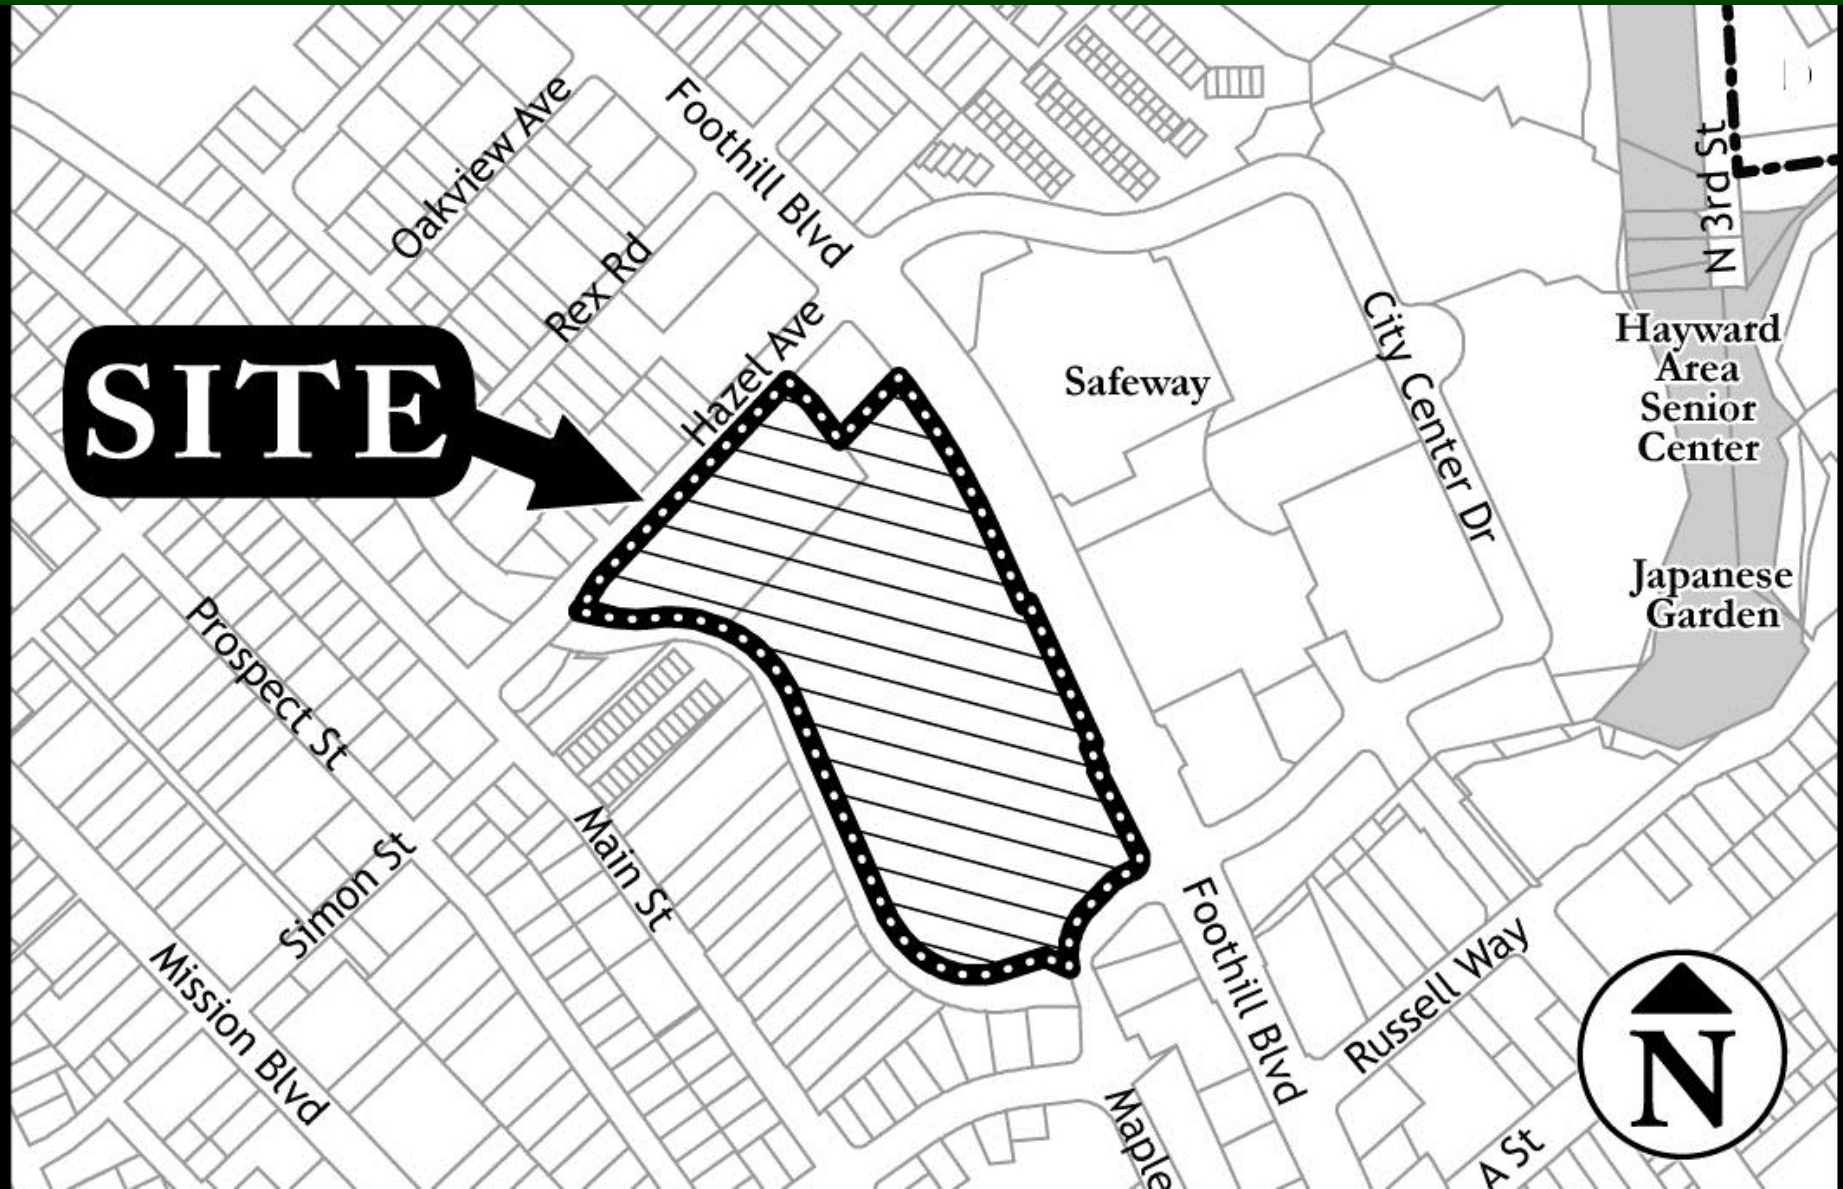 Oakview Ave
Foothill Blvd
N 3rd St
Rex Rd
Hazel Ave
City Center Dr
Hayward
Area
Senior
Center
SITE
Safeway
Japanese
Garden
Prospect St
Main St
Simon St
Foothill Blvd
Russell Way
Mission Blvd
N
Maple
A St